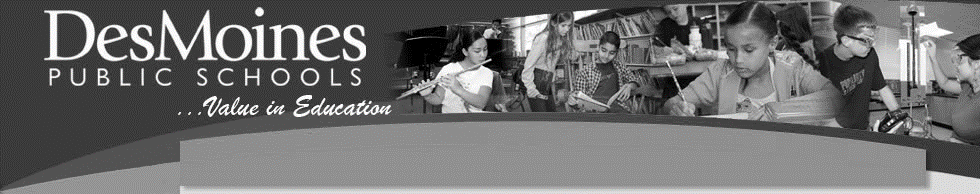 DesMoines
PUBLIC SCHOOLS
...Value in Education